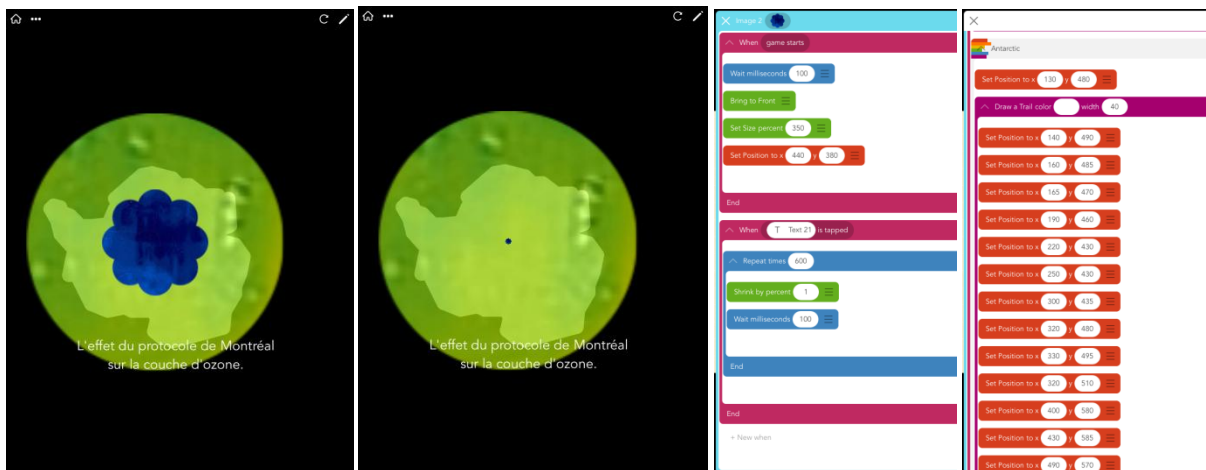 L'effet du protocole de Montréal
sur la couche d'ozone.
L'effet du protocole de Montréal
sur la couche d'ozone.
Image 2
When game starts
Wait milliseconds 100
Bring to Front
Set Size percent 350
Set Position to x 440 y 380
End
When T Text 21 is tapped
Repeat times 600
Shrink by percent 1
Wait milliseconds 100
End
End
+ New when
Antarctic
Set Position to x 130 y 480
Draw a Trail color width 40
Set Position to x 140 y 490
Set Position to x 160 y 485
Set Position to x 165 y 470
Set Position to x 190 y 460
Set Position to x 220 y 430
Set Position to x 250 y 430
Set Position to x 300 y 435
Set Position to x 320 y 480
Set Position to x 330 y 495
Set Position to x 320 y 510
Set Position to x 400 y 580
Set Position to x 430 y 585
Set Position to x 490 y 570